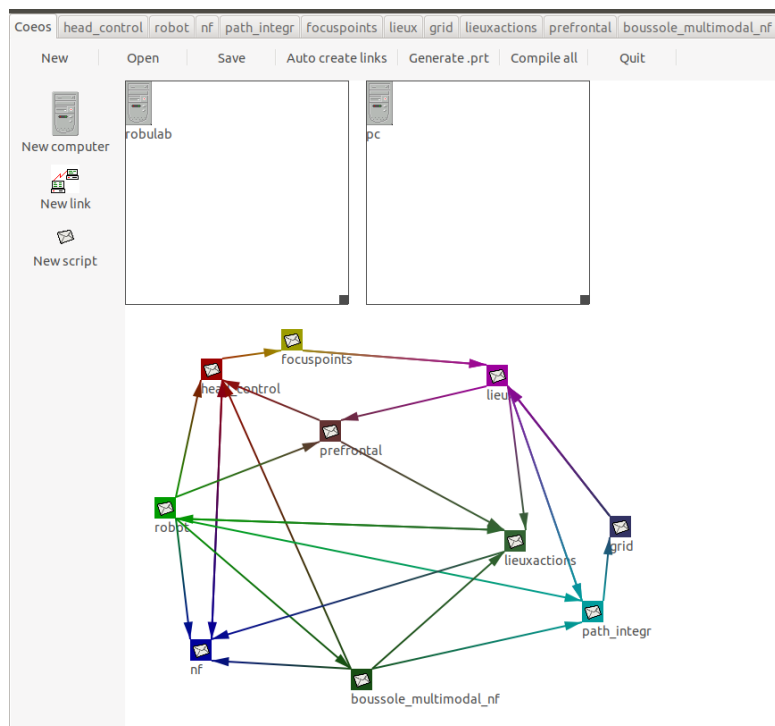 Coeos head_control robot nf path_integr focuspoints lieux grid lieuxactions prefrontal boussole_multimodal_nf
New Open Save Auto create links Generate .prt Compile all Quit
New computer
New link
New script
robulab
pc
focuspoints
head_control
lieux
prefrontal
robot
lieuxactions
grid
path_integr
nf
boussole_multimodal_nf